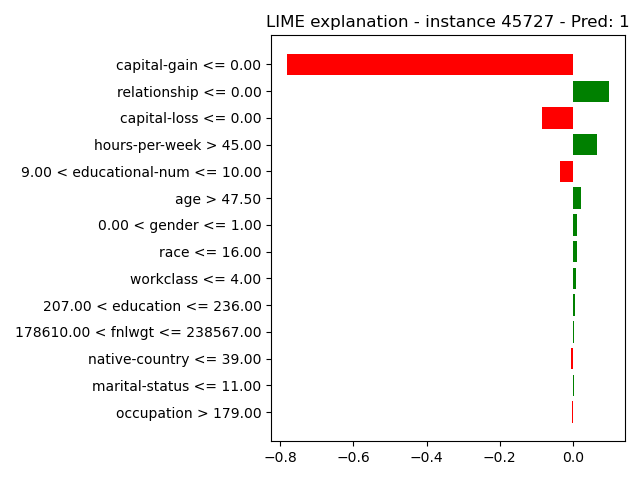 LIME explanation - instance 45727 - Pred: 1
capital-gain <= 0.00
relationship <= 0.00
capital-loss <= 0.00
hours-per-week > 45.00
9.00 < educational-num <= 10.00
age > 47.50
0.00 < gender <= 1.00
race <= 16.00
workclass <= 4.00
207.00 < education <= 236.00
178610.00 < fnlwgt <= 238567.00
native-country <= 39.00
marital-status <= 11.00
occupation > 179.00
−0.8 −0.6 −0.4 −0.2 0.0